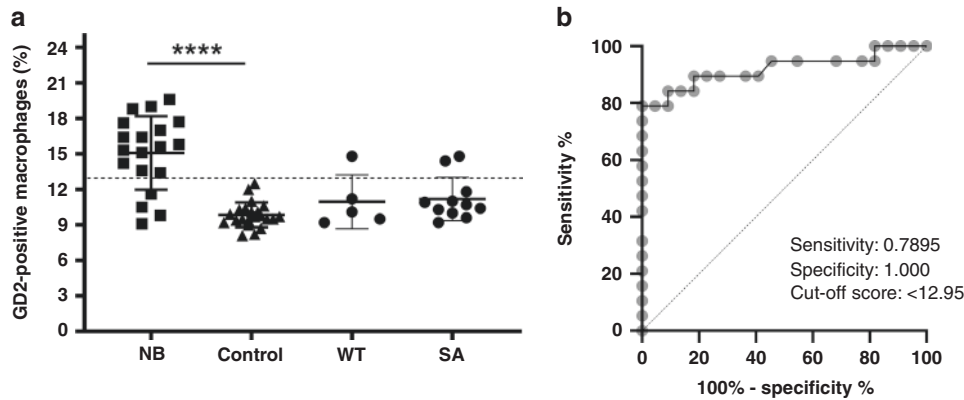 a
GD2-positive macrophages (%)
24
21
18
15
12
9
6
3
0
****
NB
Control
WT
SA
b
Sensitivity %
100
80
60
40
20
0
Sensitivity: 0.7895
Specificity: 1.000
Cut-off score: <12.95
0 20 40 60 80 100
100% - specificity %